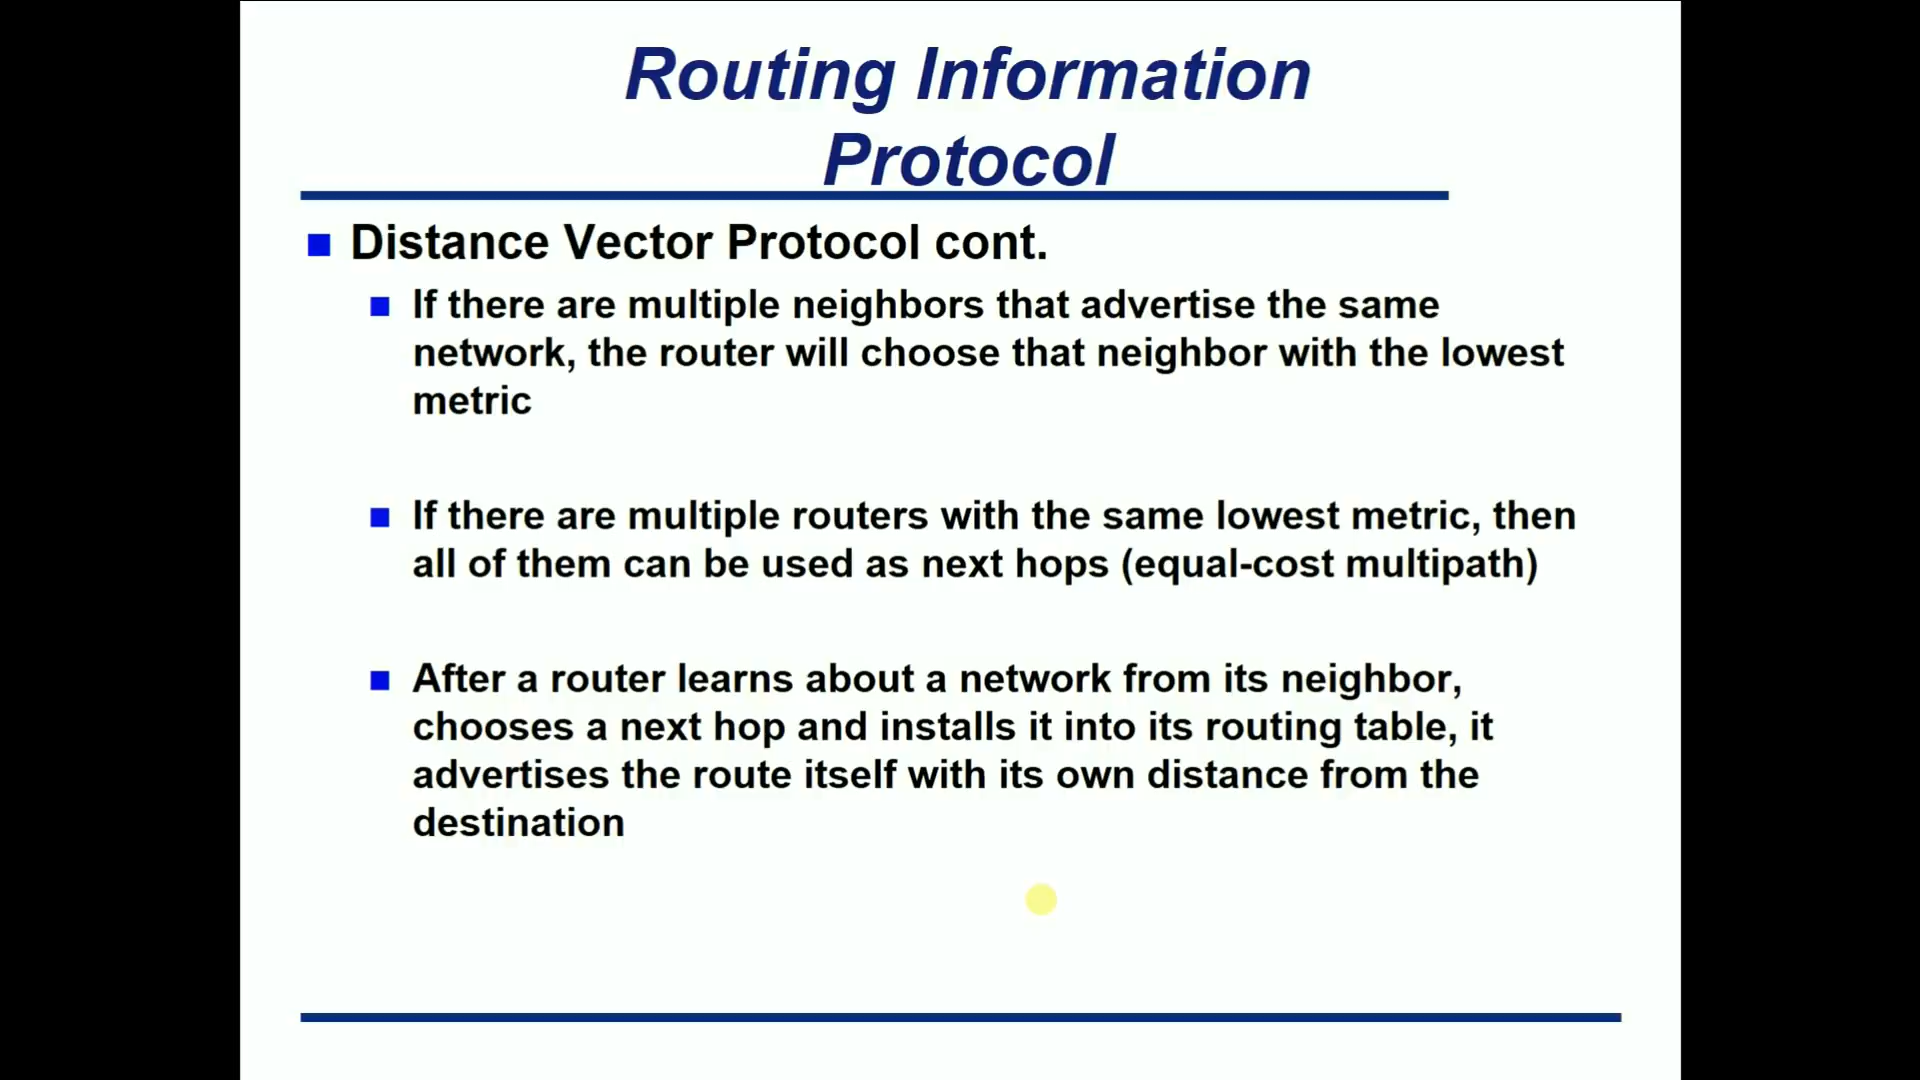 Routing Information
Protocol
Distance Vector Protocol cont.
If there are multiple neighbors that advertise the same
network, the router will choose that neighbor with the lowest
metric
If there are multiple routers with the same lowest metric, then
all of them can be used as next hops (equal-cost multipath)
After a router learns about a network from its neighbor,
chooses a next hop and installs it into its routing table, it
advertises the route itself with its own distance from the
destination